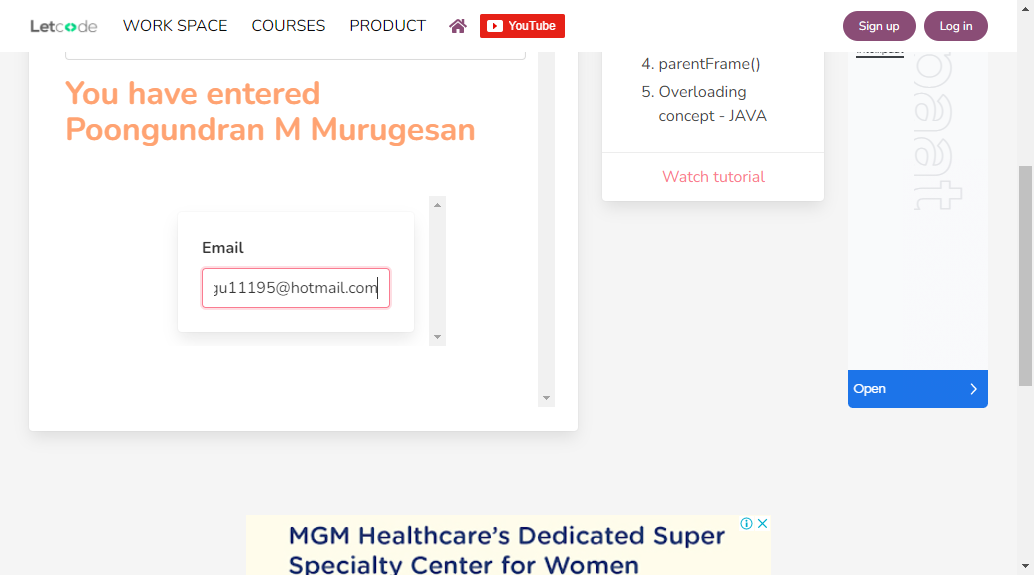 Letcode WORK SPACE COURSES PRODUCT YouTube Sign up Log in
You have entered
Poongundran M Murugesan
Email
gu11195@hotmail.com
4. parentFrame()
5. Overloading
concept - JAVA
Watch tutorial
Open
MGM Healthcare's Dedicated Super
Specialty Center for Women